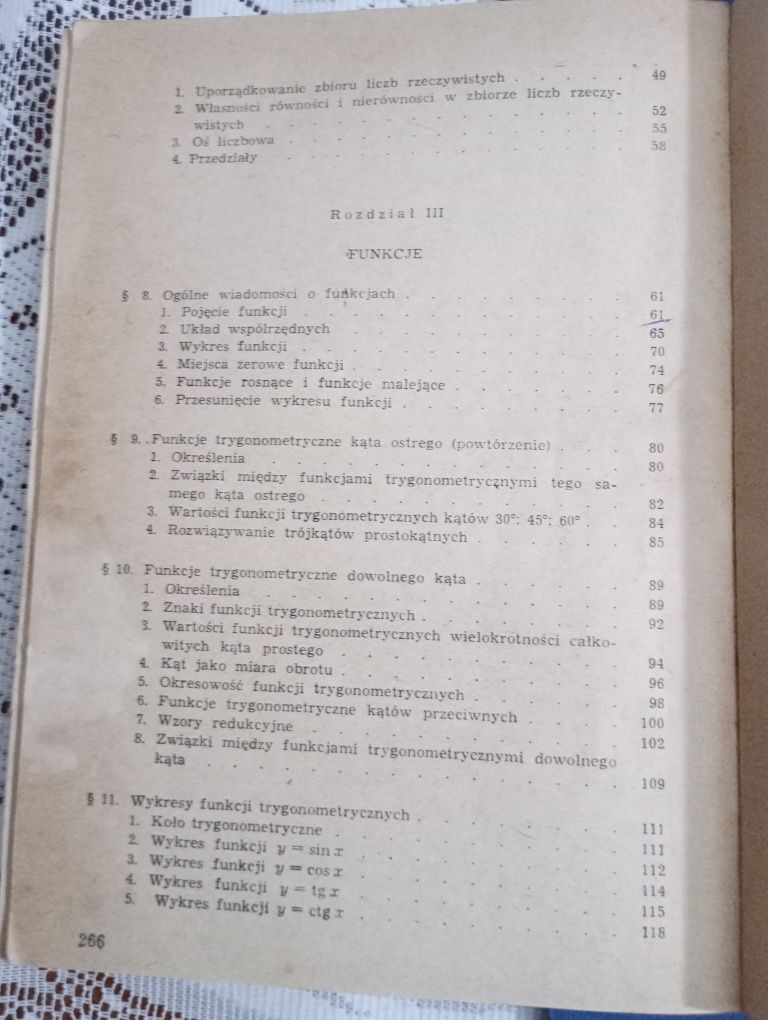 1. Uporządkowanie zbioru liczb rzeczywistych . . . . . 49
2. Własności równości i nierówności w zbiorze liczb rzeczy-
wistych . . . . . . . . . . . . . . 52
3. Oś liczbowa . . . . . . . . . . . . . 55
4. Przedziały . . . . . . . . . . . . . 58
Rozdział III
FUNKCJE
§ 8. Ogólne wiadomości o funkcjach . . . . . . . . . 61
1. Pojęcie funkcji . . . . . . . . . . . . 61
2. Układ współrzędnych . . . . . . . . . . 65
3. Wykres funkcji . . . . . . . . . . . . 70
4. Miejsca zerowe funkcji . . . . . . . . . . 74
5. Funkcje rosnące i funkcje malejące . . . . . . . 76
6. Przesunięcie wykresu funkcji . . . . . . . . . 77
§ 9. Funkcje trygonometryczne kąta ostrego (powtórzenie) . . . 80
1. Określenia . . . . . . . . . . . . . 80
2. Związki między funkcjami trygonometrycznymi tego sa-
mego kąta ostrego . . . . . . . . . . . 82
3. Wartości funkcji trygonometrycznych kątów 30°; 45°; 60° . 84
4. Rozwiązywanie trójkątów prostokątnych . . . . . . 85
§ 10. Funkcje trygonometryczne dowolnego kąta . . . . . . 89
1. Określenia . . . . . . . . . . . . . 89
2. Znaki funkcji trygonometrycznych . . . . . . . . 92
3. Wartości funkcji trygonometrycznych wielokrotności całko-
witych kąta prostego . . . . . . . . . . 94
4. Kąt jako miara obrotu . . . . . . . . . . 96
5. Okresowość funkcji trygonometrycznych . . . . . . 98
6. Funkcje trygonometryczne kątów przeciwnych . . . . 100
7. Wzory redukcyjne . . . . . . . . . . . 102
8. Związki między funkcjami trygonometrycznymi dowolnego
kąta . . . . . . . . . . . . . . . 109
§ 11. Wykresy funkcji trygonometrycznych . . . . . . . . 111
1. Koło trygonometryczne . . . . . . . . . . 111
2. Wykres funkcji y = sin x . . . . . . . . . 112
3. Wykres funkcji y = cos x . . . . . . . . . 114
4. Wykres funkcji y = tg x . . . . . . . . . 115
5. Wykres funkcji y = ctg x . . . . . . . . . 118
266